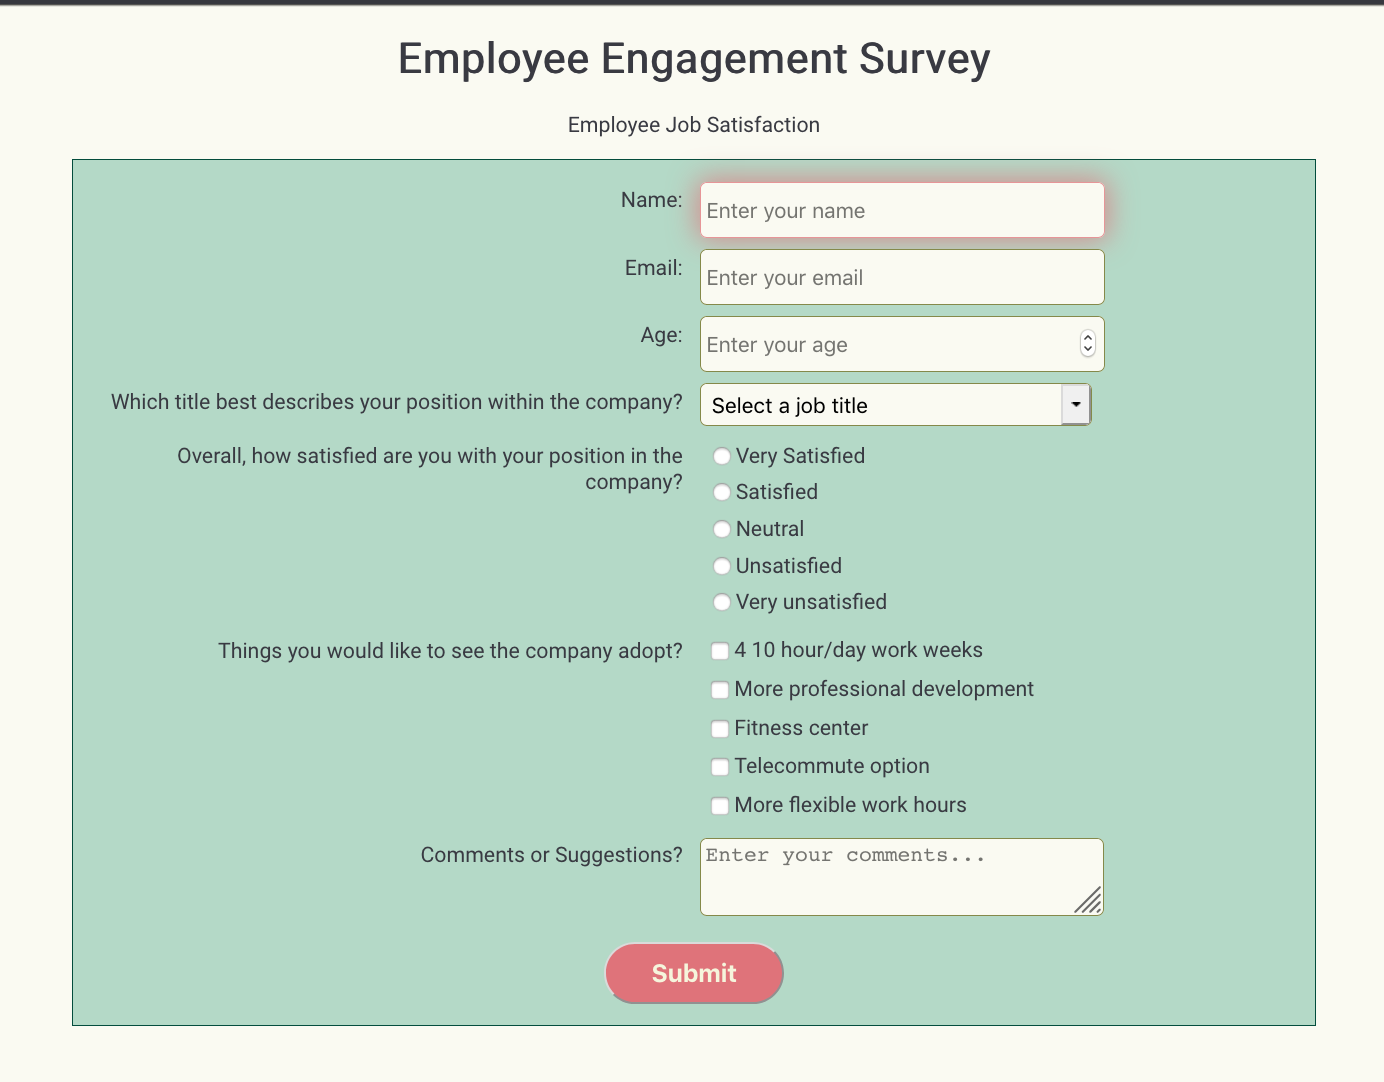 Employee Engagement Survey
Employee Job Satisfaction
Name:
Enter your name
Email:
Enter your email
Age:
Enter your age
Which title best describes your position within the company?
Select a job title
Overall, how satisfied are you with your position in the
company?
Very Satisfied
Satisfied
Neutral
Unsatisfied
Very unsatisfied
Things you would like to see the company adopt?
4 10 hour/day work weeks
More professional development
Fitness center
Telecommute option
More flexible work hours
Comments or Suggestions?
Enter your comments...
Submit